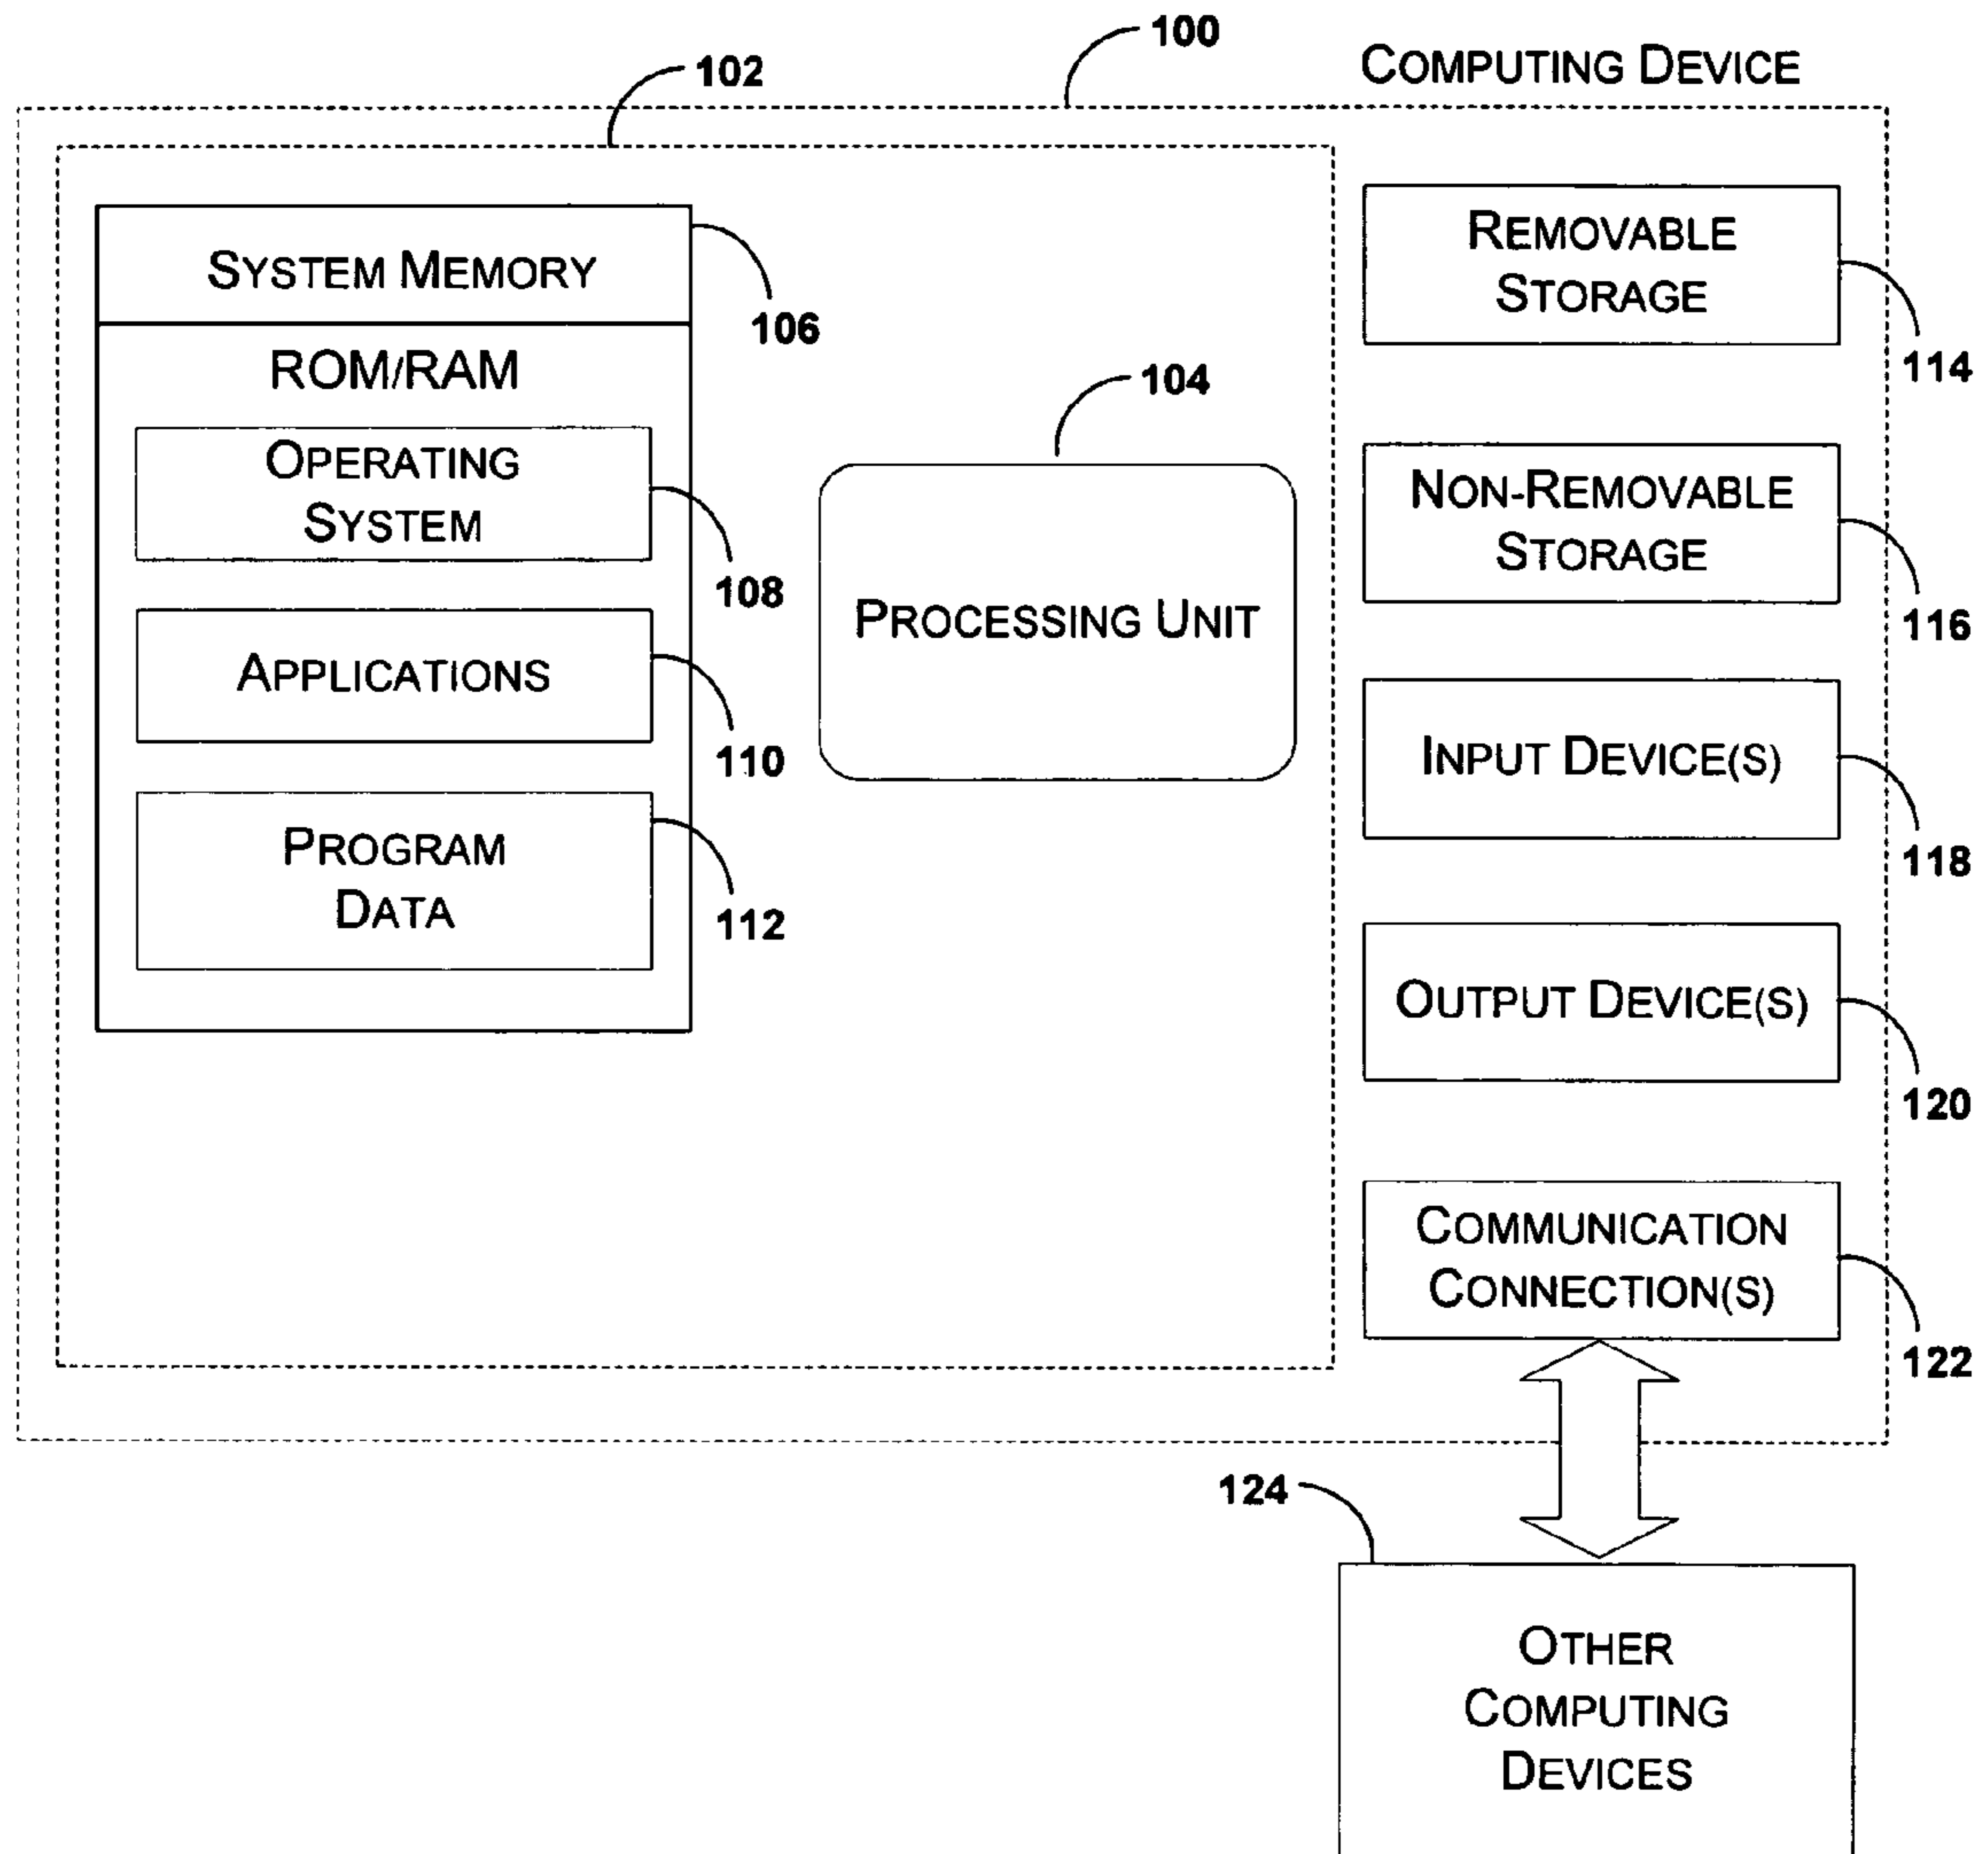 100
COMPUTING DEVICE
102
SYSTEM MEMORY
106
ROM/RAM
OPERATING
SYSTEM
108
APPLICATIONS
110
PROGRAM
DATA
112
104
PROCESSING UNIT
REMOVABLE
STORAGE
114
NON-REMOVABLE
STORAGE
116
INPUT DEVICE(S)
118
OUTPUT DEVICE(S)
120
COMMUNICATION
CONNECTION(S)
122
124
OTHER
COMPUTING
DEVICES